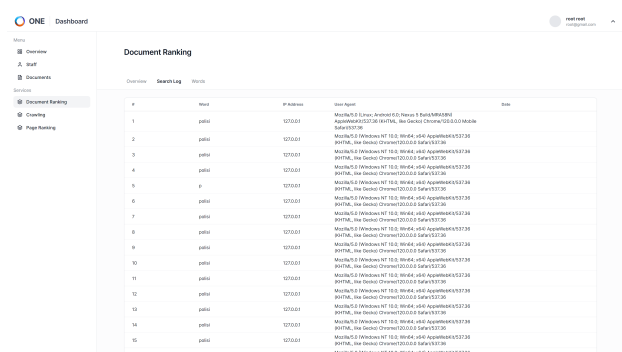 ONE Dashboard
root root
root@gmail.com
Menu
Overview
Staff
Documents
Services
Document Ranking
Crawling
Page Ranking
Document Ranking
Overview Search Log Words
# Word IP Address User Agent Date
1 polisi 127.0.0.1 Mozilla/5.0 (Linux; Android 6.0; Nexus 5 Build/MRA58N)
AppleWebKit/537.36 (KHTML, like Gecko) Chrome/120.0.0.0 Mobile
Safari/537.36
2 polisi 127.0.0.1 Mozilla/5.0 (Windows NT 10.0; Win64; x64) AppleWebKit/537.36
(KHTML, like Gecko) Chrome/120.0.0.0 Safari/537.36
3 polisi 127.0.0.1 Mozilla/5.0 (Windows NT 10.0; Win64; x64) AppleWebKit/537.36
(KHTML, like Gecko) Chrome/120.0.0.0 Safari/537.36
4 polisi 127.0.0.1 Mozilla/5.0 (Windows NT 10.0; Win64; x64) AppleWebKit/537.36
(KHTML, like Gecko) Chrome/120.0.0.0 Safari/537.36
5 p 127.0.0.1 Mozilla/5.0 (Windows NT 10.0; Win64; x64) AppleWebKit/537.36
(KHTML, like Gecko) Chrome/120.0.0.0 Safari/537.36
6 polisi 127.0.0.1 Mozilla/5.0 (Windows NT 10.0; Win64; x64) AppleWebKit/537.36
(KHTML, like Gecko) Chrome/120.0.0.0 Safari/537.36
7 polisi 127.0.0.1 Mozilla/5.0 (Windows NT 10.0; Win64; x64) AppleWebKit/537.36
(KHTML, like Gecko) Chrome/120.0.0.0 Safari/537.36
8 polisi 127.0.0.1 Mozilla/5.0 (Windows NT 10.0; Win64; x64) AppleWebKit/537.36
(KHTML, like Gecko) Chrome/120.0.0.0 Safari/537.36
9 polisi 127.0.0.1 Mozilla/5.0 (Windows NT 10.0; Win64; x64) AppleWebKit/537.36
(KHTML, like Gecko) Chrome/120.0.0.0 Safari/537.36
10 polisi 127.0.0.1 Mozilla/5.0 (Windows NT 10.0; Win64; x64) AppleWebKit/537.36
(KHTML, like Gecko) Chrome/120.0.0.0 Safari/537.36
11 polisi 127.0.0.1 Mozilla/5.0 (Windows NT 10.0; Win64; x64) AppleWebKit/537.36
(KHTML, like Gecko) Chrome/120.0.0.0 Safari/537.36
12 polisi 127.0.0.1 Mozilla/5.0 (Windows NT 10.0; Win64; x64) AppleWebKit/537.36
(KHTML, like Gecko) Chrome/120.0.0.0 Safari/537.36
13 polisi 127.0.0.1 Mozilla/5.0 (Windows NT 10.0; Win64; x64) AppleWebKit/537.36
(KHTML, like Gecko) Chrome/120.0.0.0 Safari/537.36
14 polisi 127.0.0.1 Mozilla/5.0 (Windows NT 10.0; Win64; x64) AppleWebKit/537.36
(KHTML, like Gecko) Chrome/120.0.0.0 Safari/537.36
15 polisi 127.0.0.1 Mozilla/5.0 (Windows NT 10.0; Win64; x64) AppleWebKit/537.36
(KHTML, like Gecko) Chrome/120.0.0.0 Safari/537.36